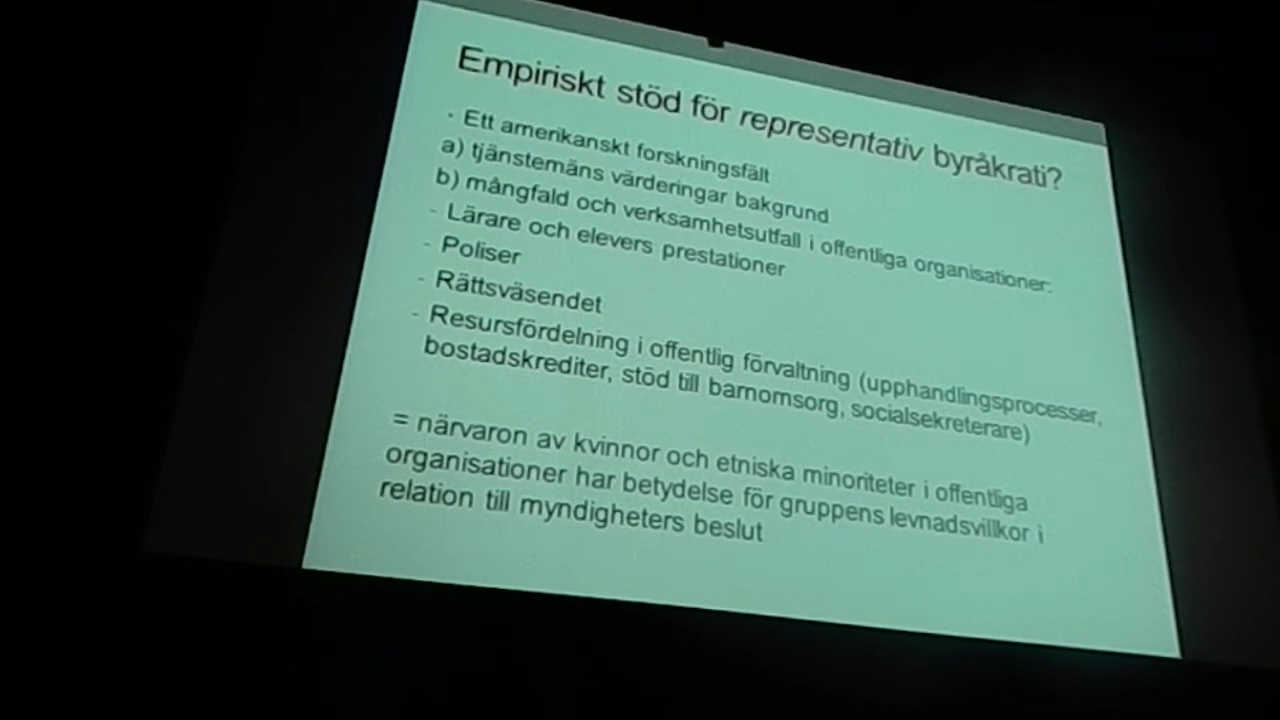 Empiriskt stöd för representativ byråkrati?
· Ett amerikanskt forskningsfält
a) tjänstemäns värderingar bakgrund
b) mångfald och verksamhetsutfall i offentliga organisationer:
- Lärare och elevers prestationer
- Poliser
- Rättsväsendet
- Resursfördelning i offentlig förvaltning (upphandlingsprocesser,
bostadskrediter, stöd till barnomsorg, socialsekreterare)
= närvaron av kvinnor och etniska minoriteter i offentliga
organisationer har betydelse för gruppens levnadsvillkor i
relation till myndigheters beslut